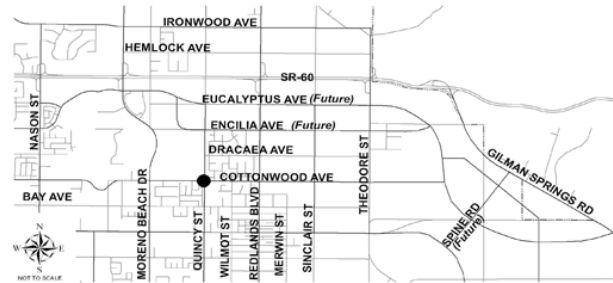 IRONWOOD AVE
HEMLOCK AVE
SR-60
EUCALYPTUS AVE (Future)
ENCILIA AVE (Future)
DRACAEA AVE
COTTONWOOD AVE
BAY AVE
NASON ST
MORENO BEACH DR
QUINCY ST
WILMOT ST
REDLANDS BLVD
MERWIN ST
SINCLAIR ST
THEODORE ST
SPINE RD
(Future)
GILMAN SPRINGS RD
N
W E
S
NOT TO SCALE